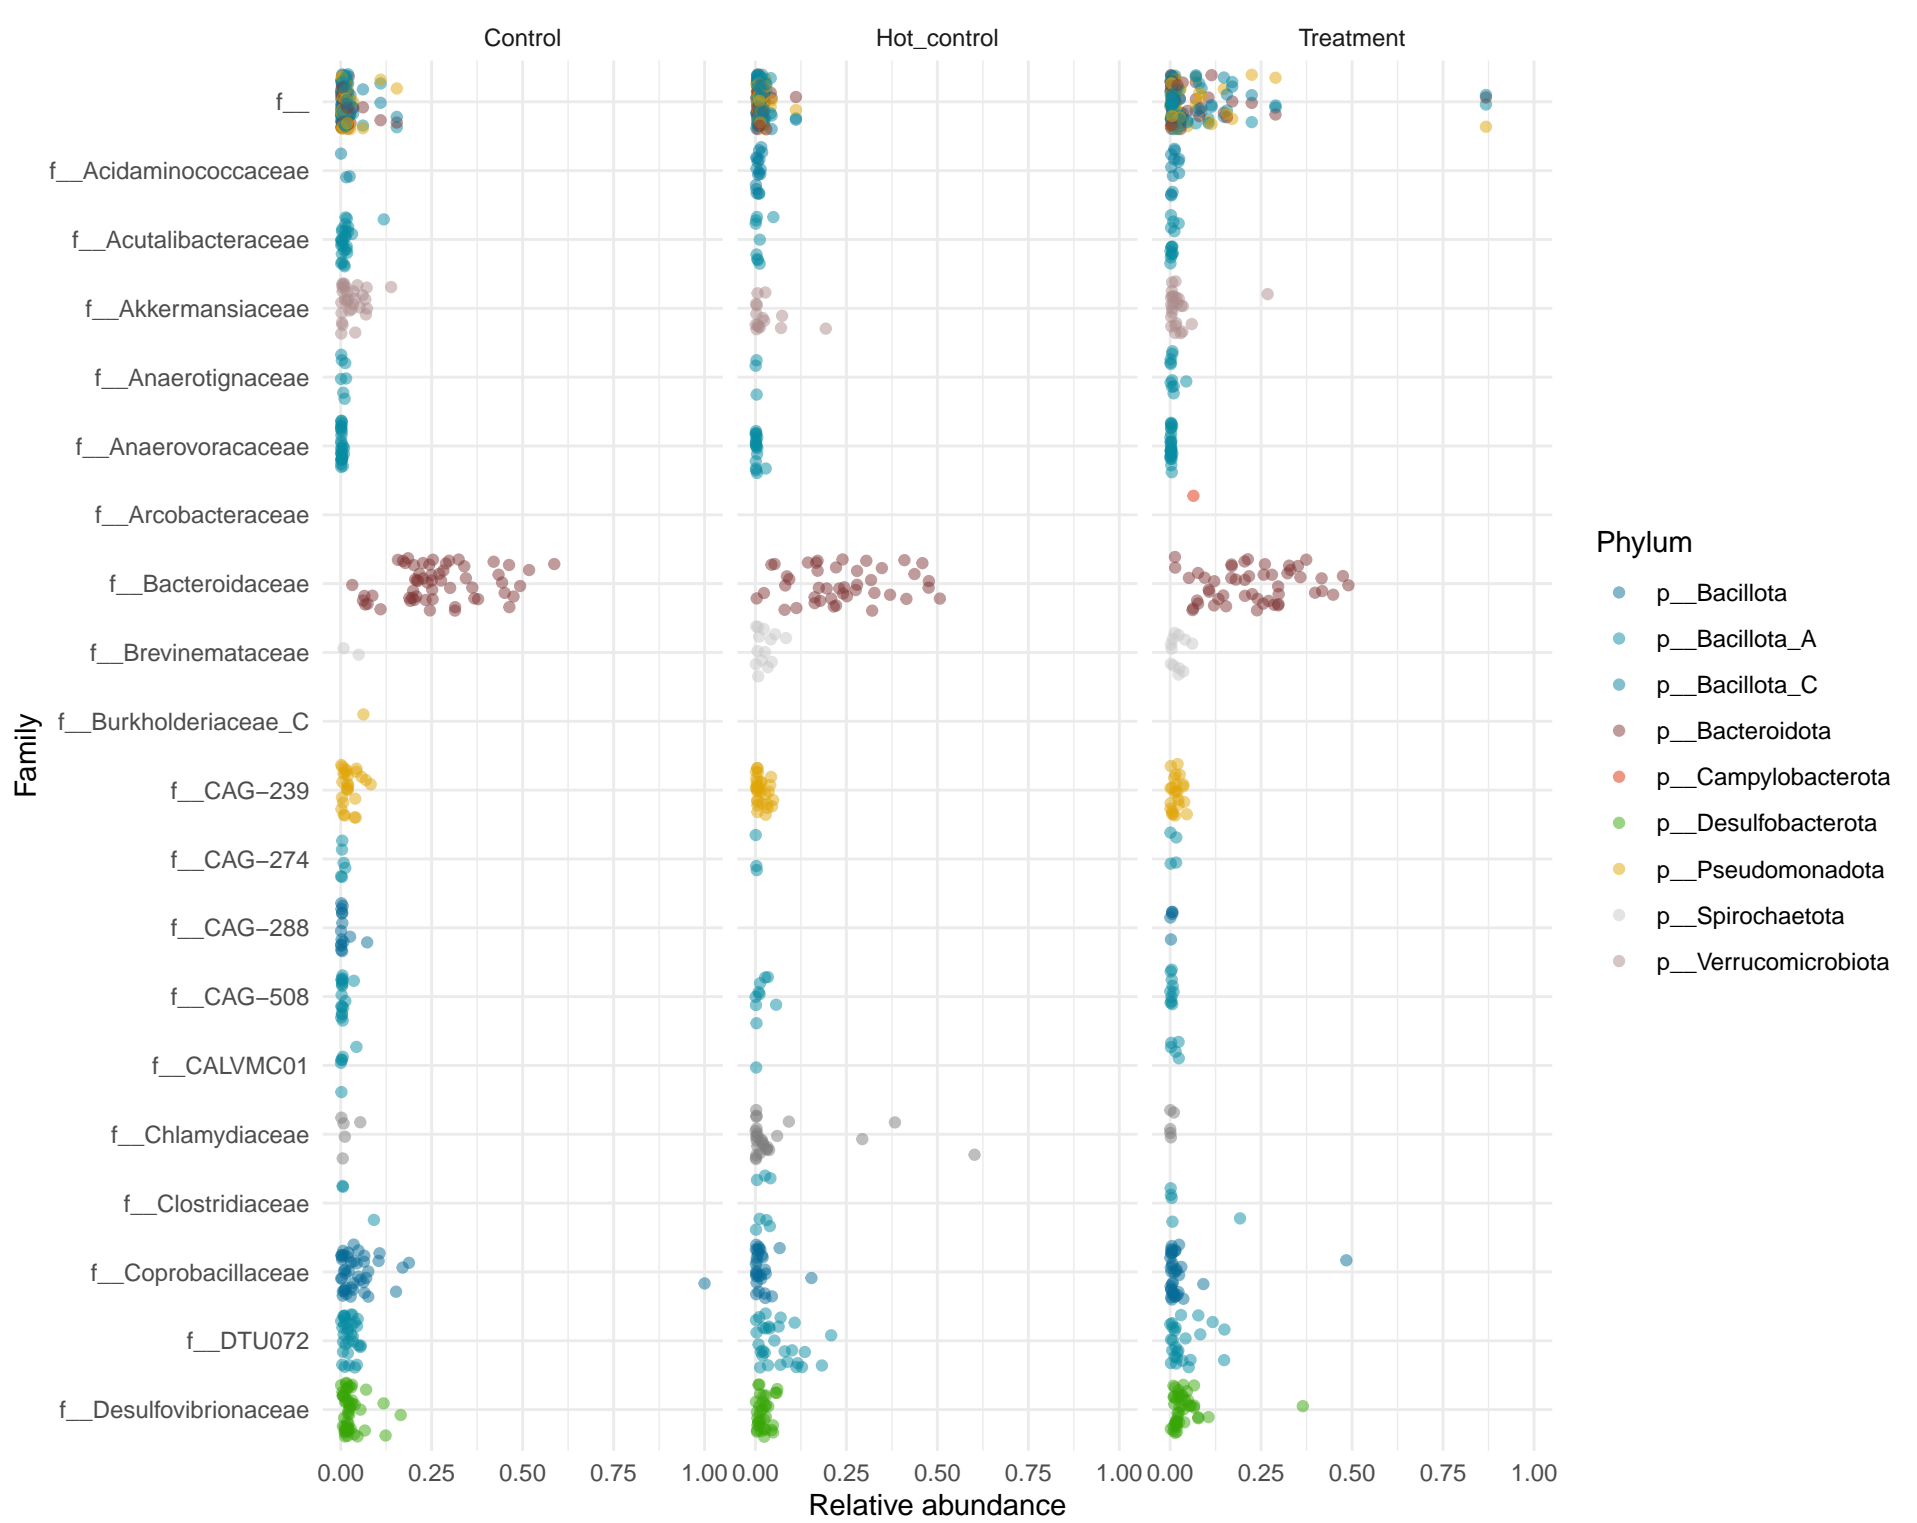 Control Hot_control Treatment
f__
f__Acidaminococcaceae
f__Acutalibacteraceae
f__Akkermansiaceae
f__Anaerotignaceae
f__Anaerovoracaceae
f__Arcobacteraceae
f__Bacteroidaceae
f__Brevinemataceae
f__Burkholderiaceae_C
f__CAG−239
f__CAG−274
f__CAG−288
f__CAG−508
f__CALVMC01
f__Chlamydiaceae
f__Clostridiaceae
f__Coprobacillaceae
f__DTU072
f__Desulfovibrionaceae
Family
0.00 0.25 0.50 0.75 1.00 0.00 0.25 0.50 0.75 1.00 0.00 0.25 0.50 0.75 1.00
Relative abundance
Phylum
p__Bacillota
p__Bacillota_A
p__Bacillota_C
p__Bacteroidota
p__Campylobacterota
p__Desulfobacterota
p__Pseudomonadota
p__Spirochaetota
p__Verrucomicrobiota